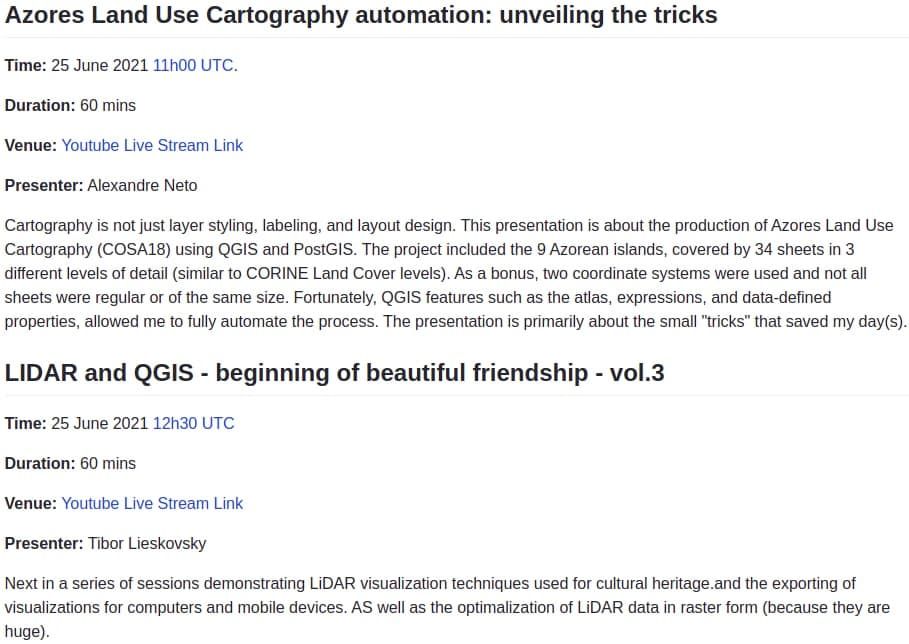 Azores Land Use Cartography automation: unveiling the tricks
Time: 25 June 2021 11h00 UTC.
Duration: 60 mins
Venue: Youtube Live Stream Link
Presenter: Alexandre Neto
Cartography is not just layer styling, labeling, and layout design. This presentation is about the production of Azores Land Use
Cartography (COSA18) using QGIS and PostGIS. The project included the 9 Azorean islands, covered by 34 sheets in 3
different levels of detail (similar to CORINE Land Cover levels). As a bonus, two coordinate systems were used and not all
sheets were regular or of the same size. Fortunately, QGIS features such as the atlas, expressions, and data-defined
properties, allowed me to fully automate the process. The presentation is primarily about the small "tricks" that saved my day(s).
LIDAR and QGIS - beginning of beautiful friendship - vol.3
Time: 25 June 2021 12h30 UTC
Duration: 60 mins
Venue: Youtube Live Stream Link
Presenter: Tibor Lieskovsky
Next in a series of sessions demonstrating LiDAR visualization techniques used for cultural heritage.and the exporting of
visualizations for computers and mobile devices. AS well as the optimalization of LiDAR data in raster form (because they are
huge).